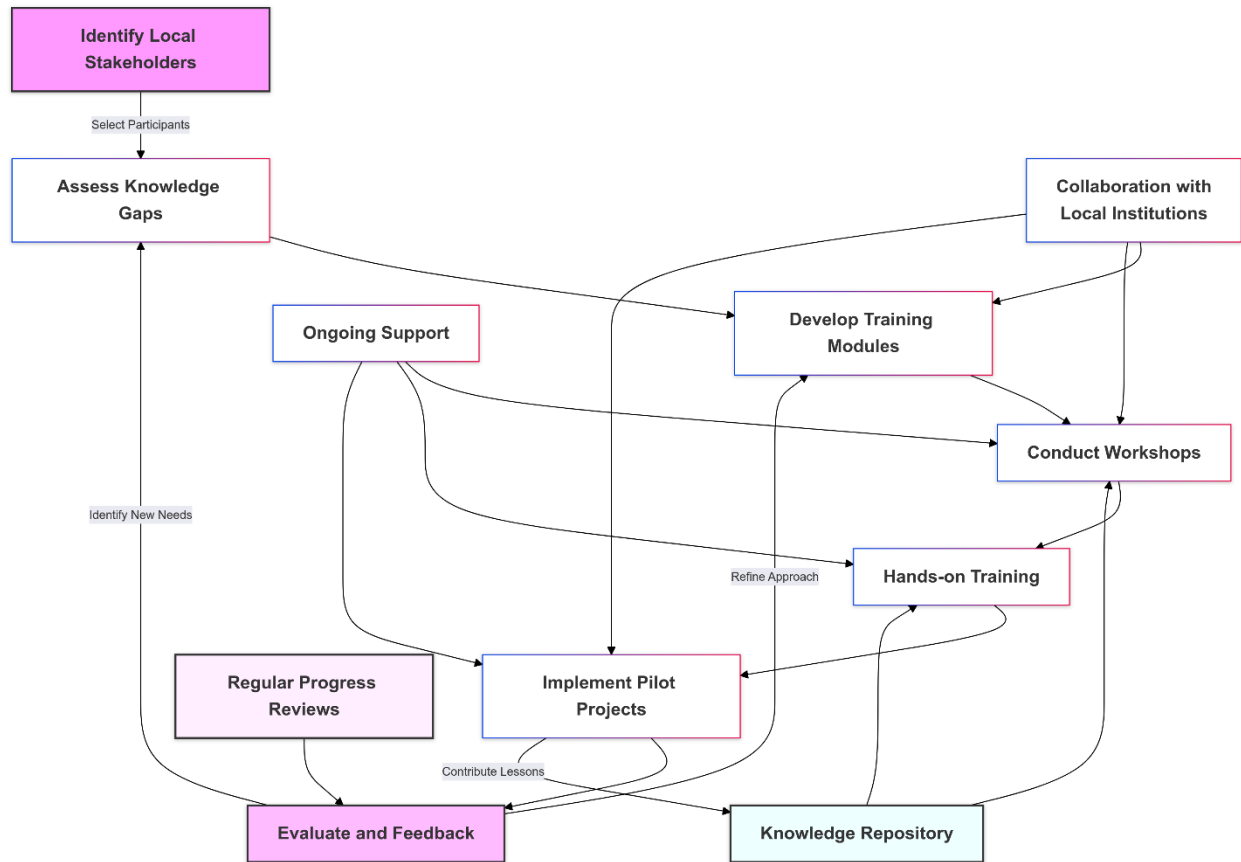 Identify Local
Stakeholders
Select Participants
Assess Knowledge
Gaps
Collaboration with
Local Institutions
Ongoing Support
Develop Training
Modules
Conduct Workshops
Identify New Needs
Refine Approach
Hands-on Training
Regular Progress
Reviews
Implement Pilot
Projects
Contribute Lessons
Evaluate and Feedback
Knowledge Repository